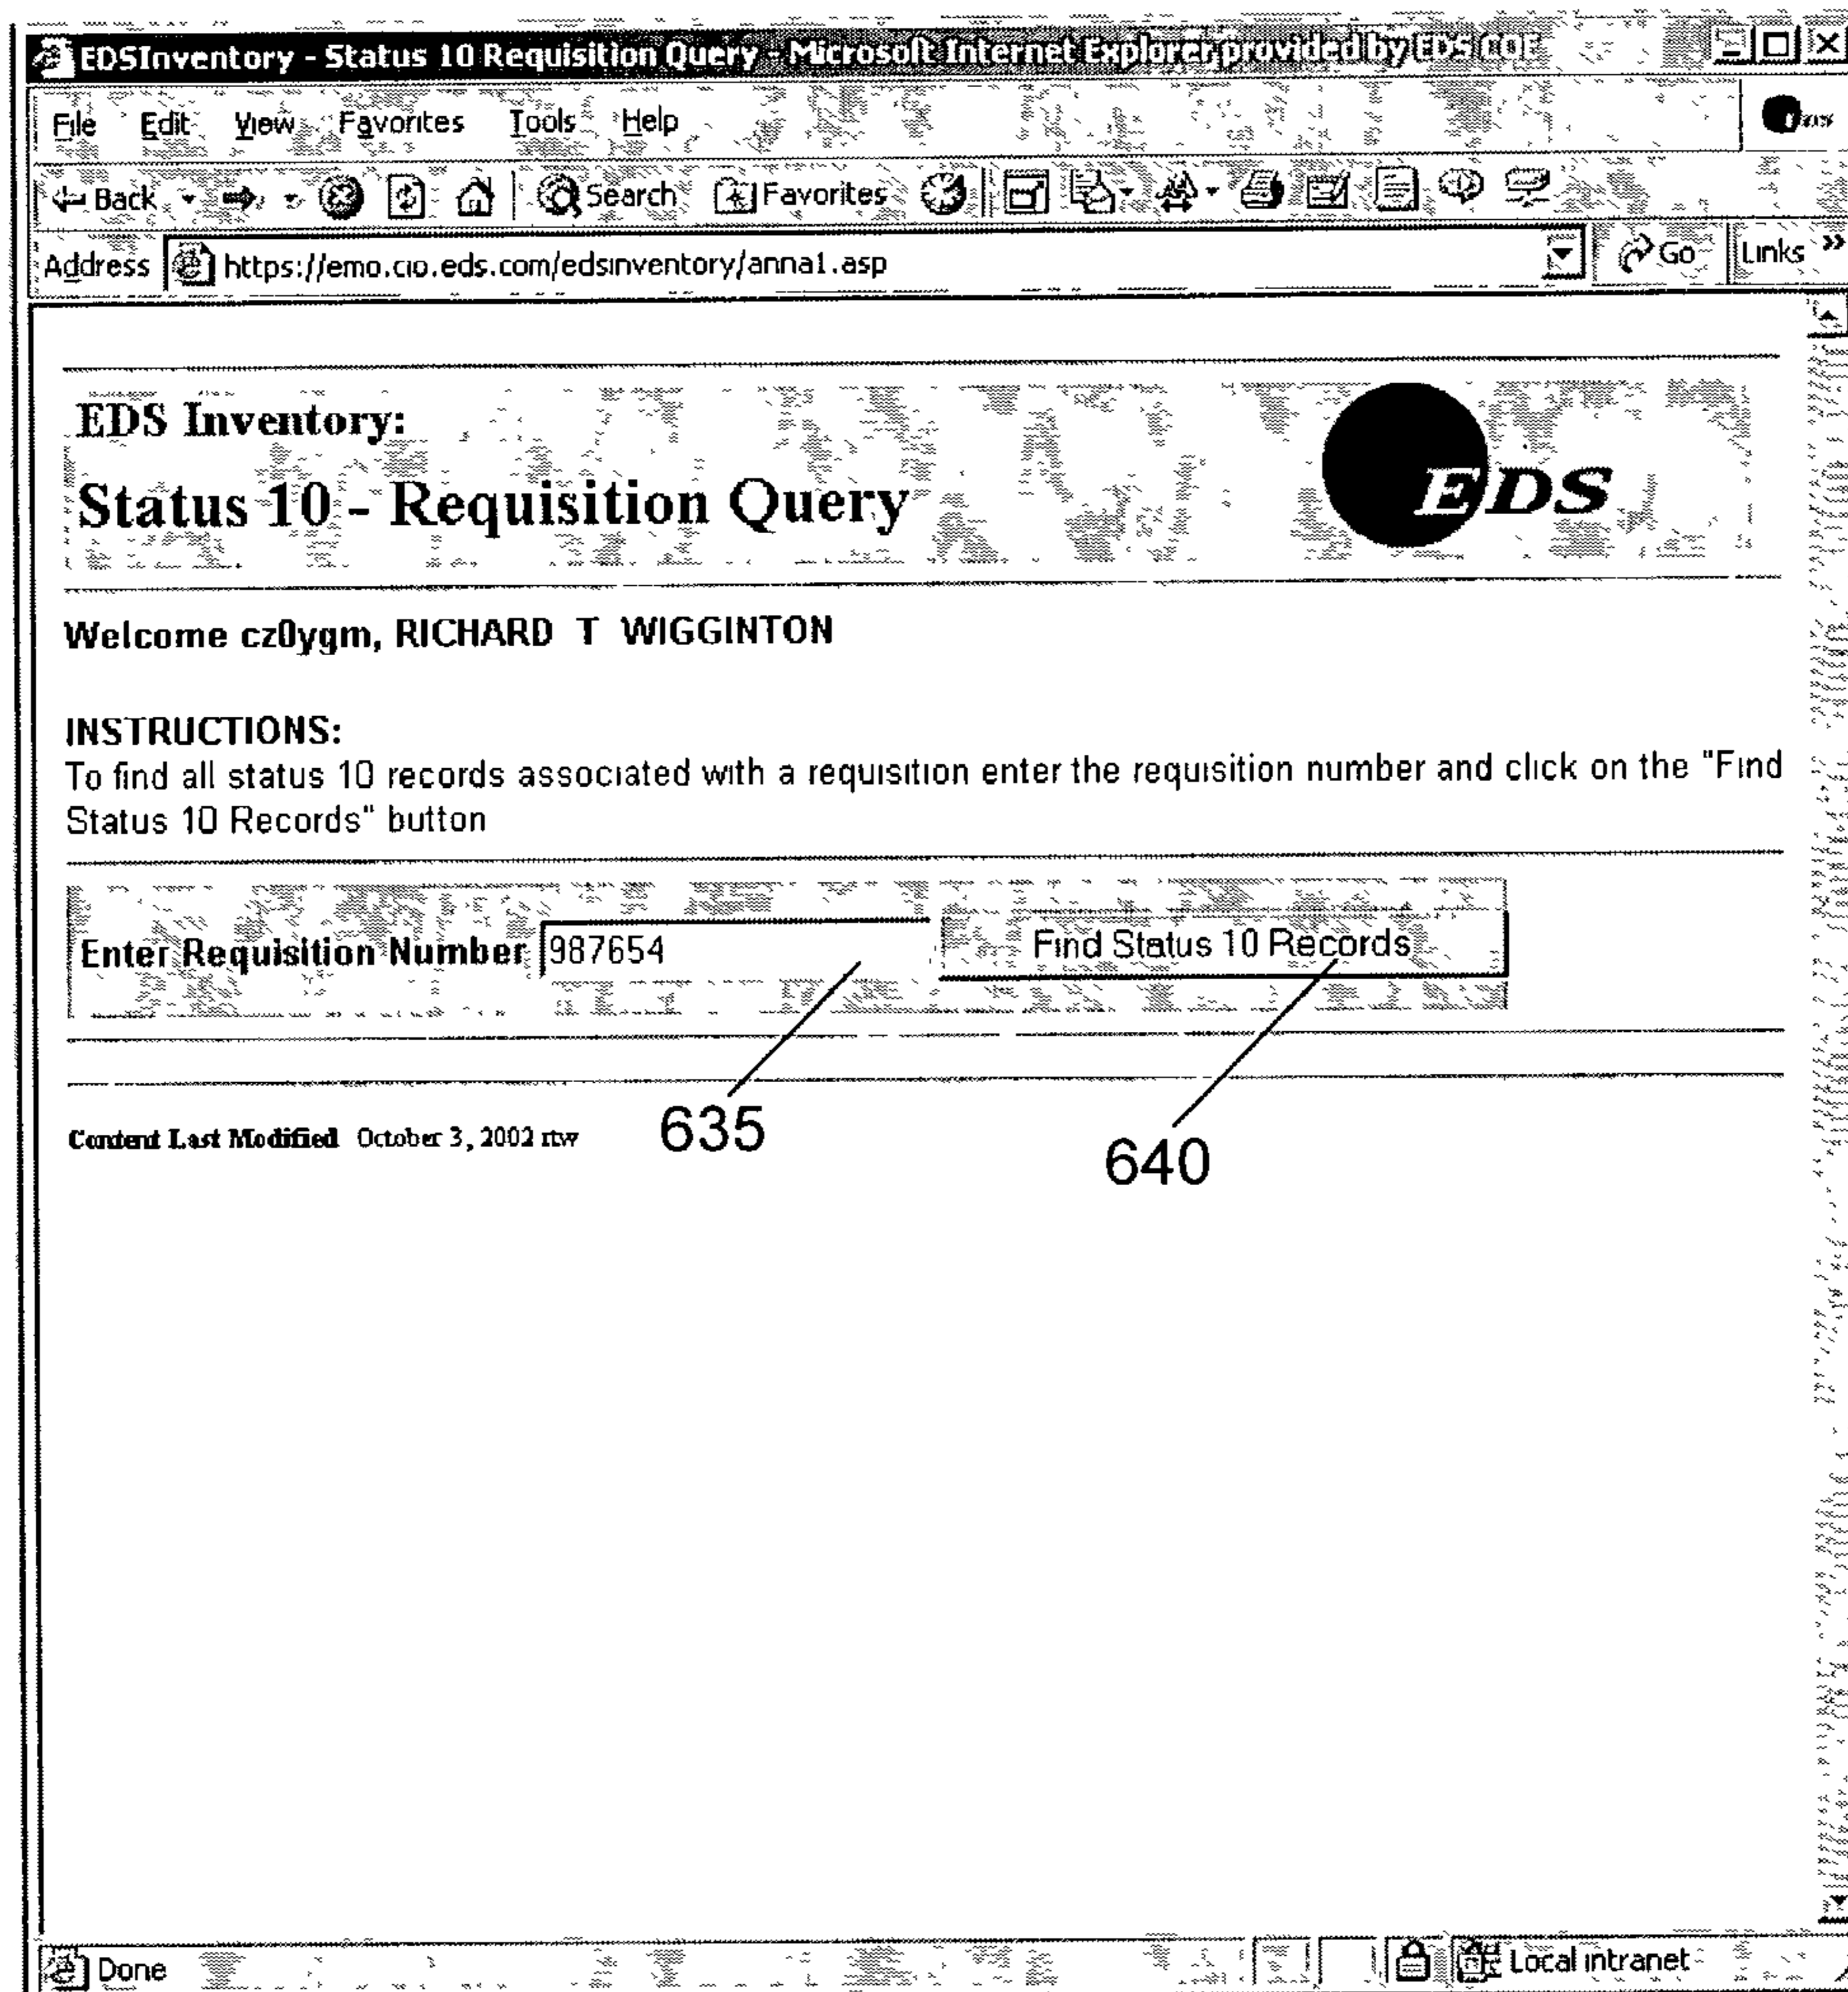 EDSInventory - Status 10 Requisition Query - Microsoft Internet Explorer provided by EDS COE
File Edit View Favorites Tools Help
Back Search Favorites
Address https://emo.cio.eds.com/edsinventory/anna1.asp Go Links »
EDS Inventory:
Status 10 - Requisition Query
EDS
Welcome cz0ygm, RICHARD T WIGGINTON
INSTRUCTIONS:
To find all status 10 records associated with a requisition enter the requisition number and click on the "Find
Status 10 Records" button
Enter Requisition Number 987654 Find Status 10 Records
635
640
Content Last Modified October 3, 2002 rtw
Done Local intranet